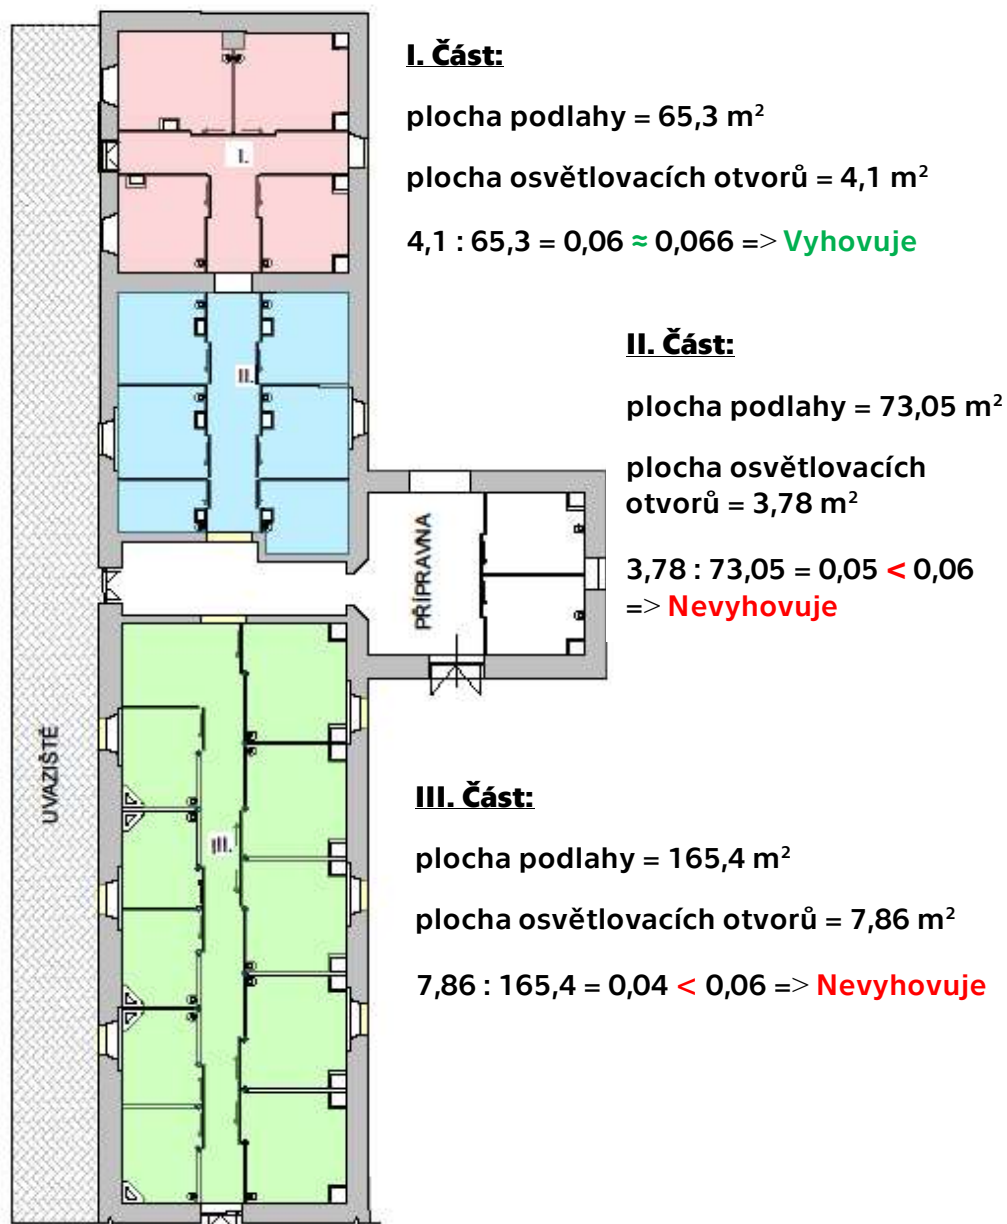 I. Část:
plocha podlahy = 65,3 m²
plocha osvětlovacích otvorů = 4,1 m²
4,1 : 65,3 = 0,06 ≈ 0,066 => Vyhovuje
I.
II. Část:
plocha podlahy = 73,05 m²
plocha osvětlovacích
otvorů = 3,78 m²
3,78 : 73,05 = 0,05 < 0,06
=> Nevyhovuje
II.
PŘÍPRAVNA
UVAZIŠTĚ
III. Část:
plocha podlahy = 165,4 m²
plocha osvětlovacích otvorů = 7,86 m²
7,86 : 165,4 = 0,04 < 0,06 => Nevyhovuje
III.